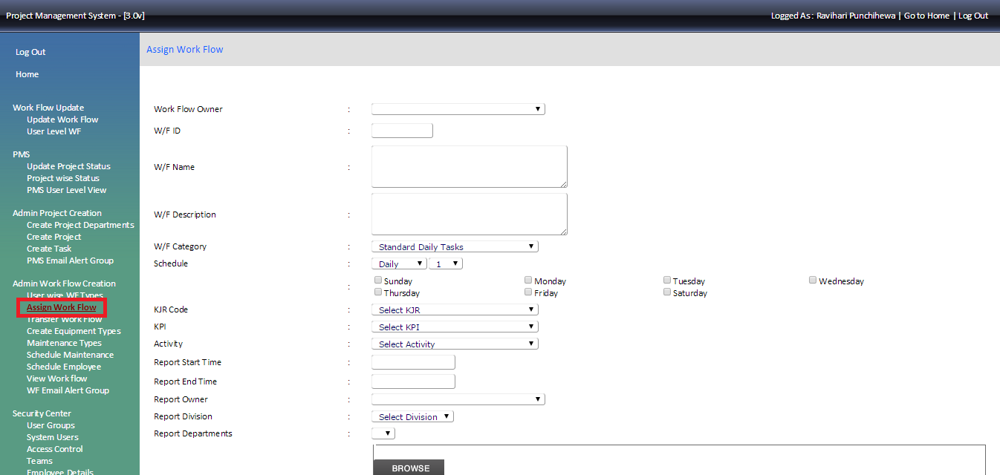 Project Management System - [3.0v]
Logged As : Ravihari Punchihewa | Go to Home | Log Out
Log Out
Home
Work Flow Update
Update Work Flow
User Level WF
PMS
Update Project Status
Project wise Status
PMS User Level View
Admin Project Creation
Create Project Departments
Create Project
Create Task
PMS Email Alert Group
Admin Work Flow Creation
User wise WF Types
Assign Work Flow
Transfer Work Flow
Create Equipment Types
Maintenance Types
Schedule Maintenance
Schedule Employee
View Work flow
WF Email Alert Group
Security Center
User Groups
System Users
Access Control
Teams
Employee Details
Assign Work Flow
Work Flow Owner :
W/F ID :
W/F Name :
W/F Description :
W/F Category : Standard Daily Tasks
Schedule : Daily 1
: Sunday Monday Tuesday Wednesday
Thursday Friday Saturday
KJR Code : Select KJR
KPI : Select KPI
Activity : Select Activity
Report Start Time :
Report End Time :
Report Owner :
Report Division : Select Division
Report Departments :
BROWSE